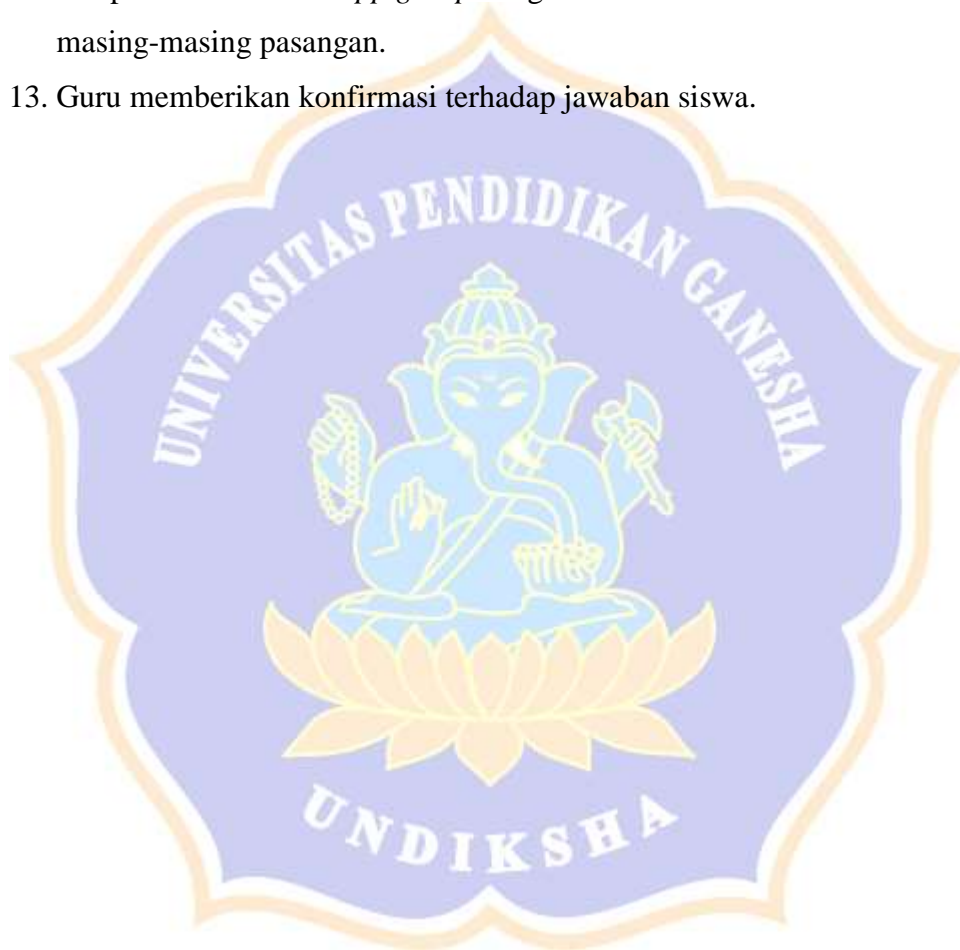 masing-masing pasangan.
13. Guru memberikan konfirmasi terhadap jawaban siswa.
UNIVERSITAS PENDIDIKAN GANESHA
UNDIKSHA